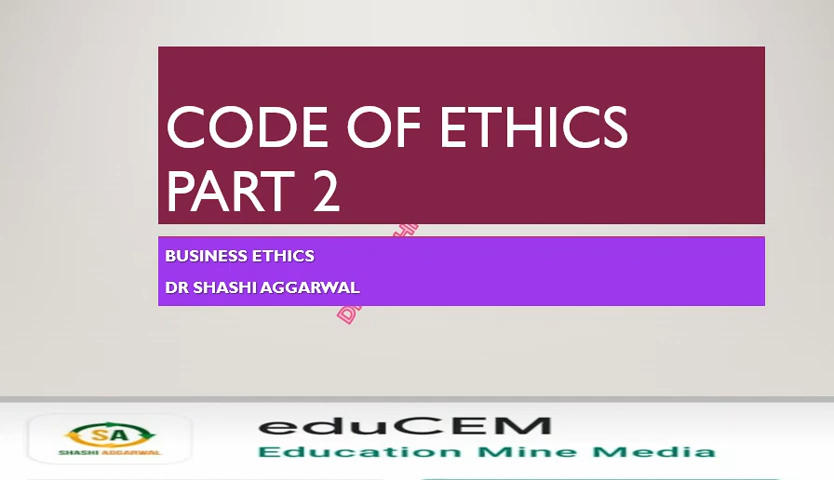 CODE OF ETHICS
PART 2
BUSINESS ETHICS
DR SHASHI AGGARWAL
SA
SHASHI AGGARWAL
eduCEM
Education Mine Media